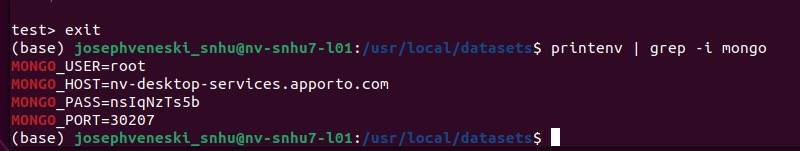 test> exit
(base) josephveneski_snhu@nv-snhu7-l01:/usr/local/datasets$ printenv | grep -i mongo
MONGO_USER=root
MONGO_HOST=nv-desktop-services.apporto.com
MONGO_PASS=nsIqNzTs5b
MONGO_PORT=30207
(base) josephveneski_snhu@nv-snhu7-l01:/usr/local/datasets$